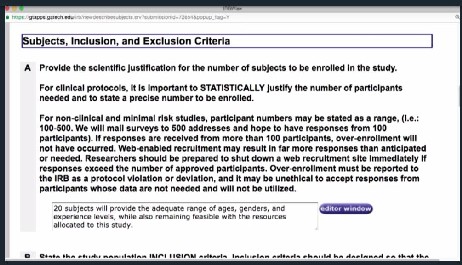 Subjects, Inclusion, and Exclusion Criteria
A Provide the scientific justification for the number of subjects to be enrolled in the study.
For clinical protocols, it is important to STATISTICALLY justify the number of participants
needed and to state a precise number to be enrolled.
For non-clinical and minimal risk studies, participant numbers may be stated as a range, (i.e.:
100-500. We will mail surveys to 500 addresses and hope to have responses from 100
participants). If responses are received from more than 100 participants, over-enrollment will
not have occurred. Web-enabled recruitment may result in far more responses than anticipated
or needed. Researchers should be prepared to shut down a web recruitment site immediately if
responses exceed the number of approved participants. Over-enrollment must be reported to
the IRB as a protocol violation or deviation, and it may be unethical to accept responses from
participants whose data are not needed and will not be utilized.
20 subjects will provide the adequate range of ages, genders, and
experience levels, while also remaining feasible with the resources
allocated to this study.
editor window
B State the study population INCLUSION criteria. Inclusion criteria should be designed so that the